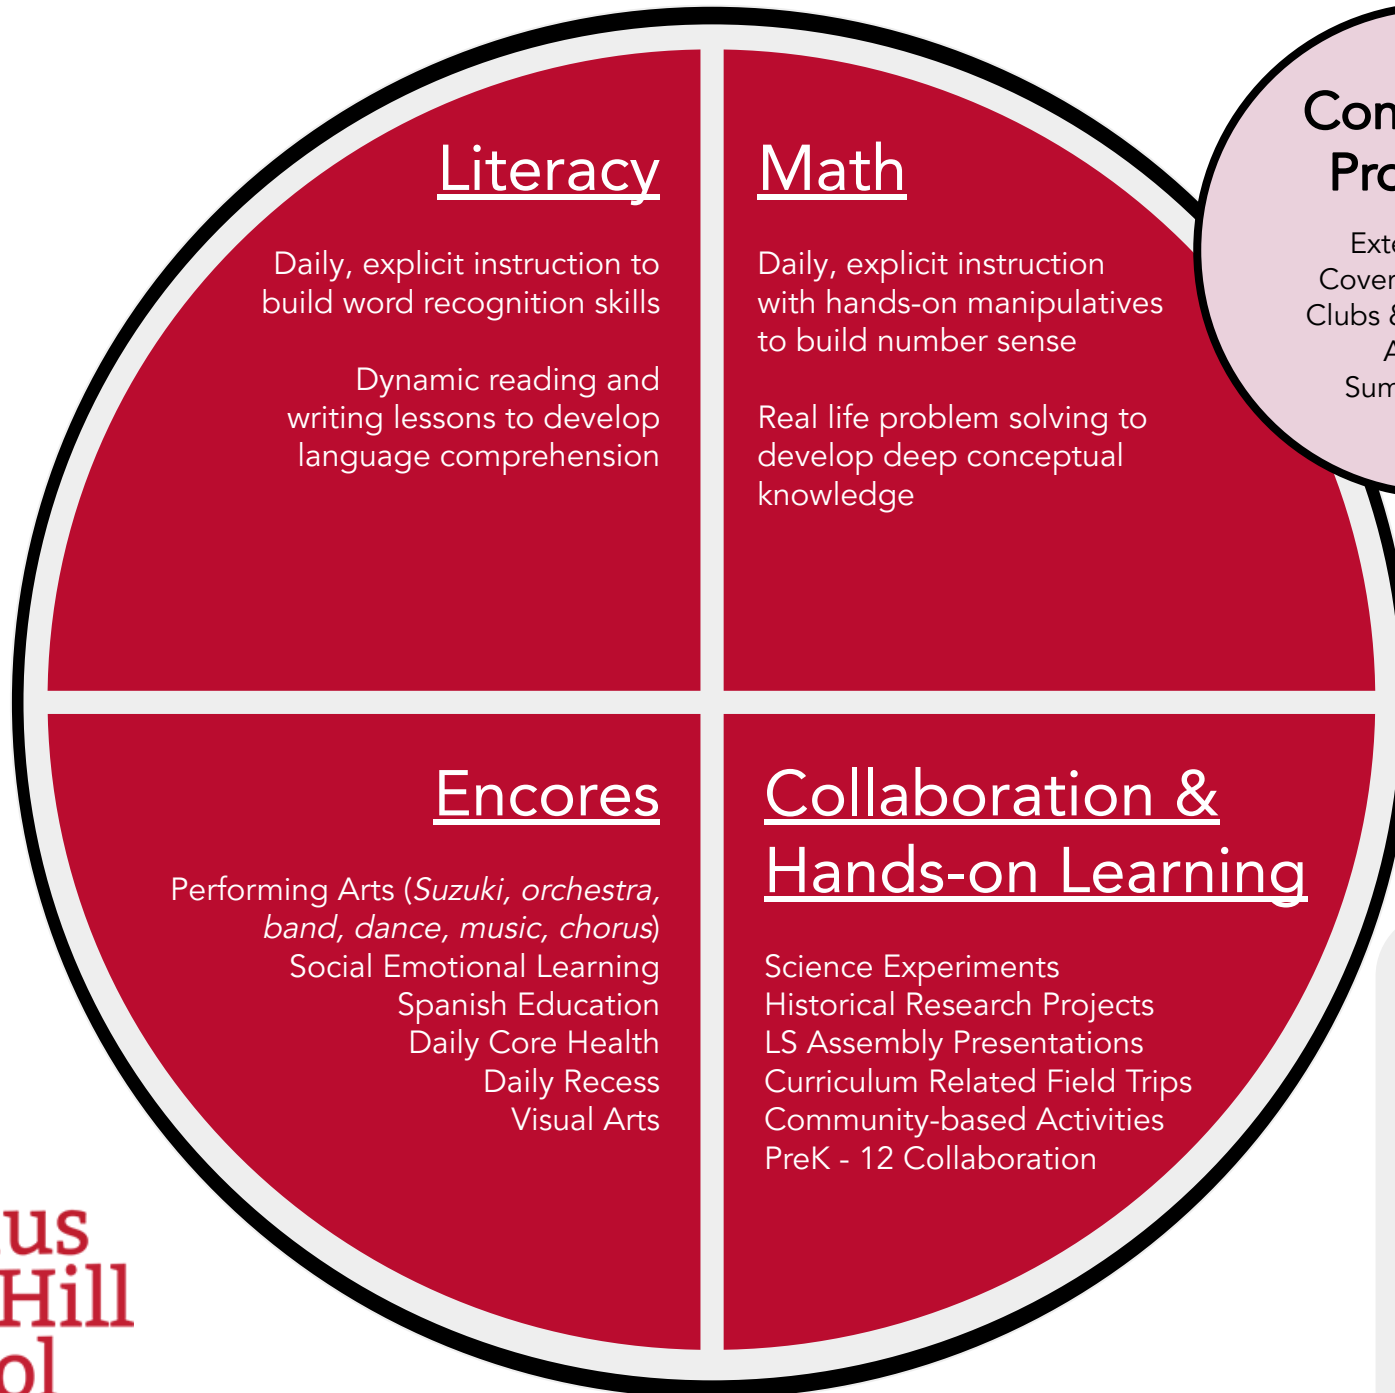 Literacy
Daily, explicit instruction to
build word recognition skills
Dynamic reading and
writing lessons to develop
language comprehension
Math
Daily, explicit instruction
with hands-on manipulatives
to build number sense
Real life problem solving to
develop deep conceptual
knowledge
Clubs &
Encores
Performing Arts (Suzuki, orchestra,
band, dance, music, chorus)
Social Emotional Learning
Spanish Education
Daily Core Health
Daily Recess
Visual Arts
Collaboration &
Hands-on Learning
Science Experiments
Historical Research Projects
LS Assembly Presentations
Curriculum Related Field Trips
Community-based Activities
PreK - 12 Collaboration
Hill